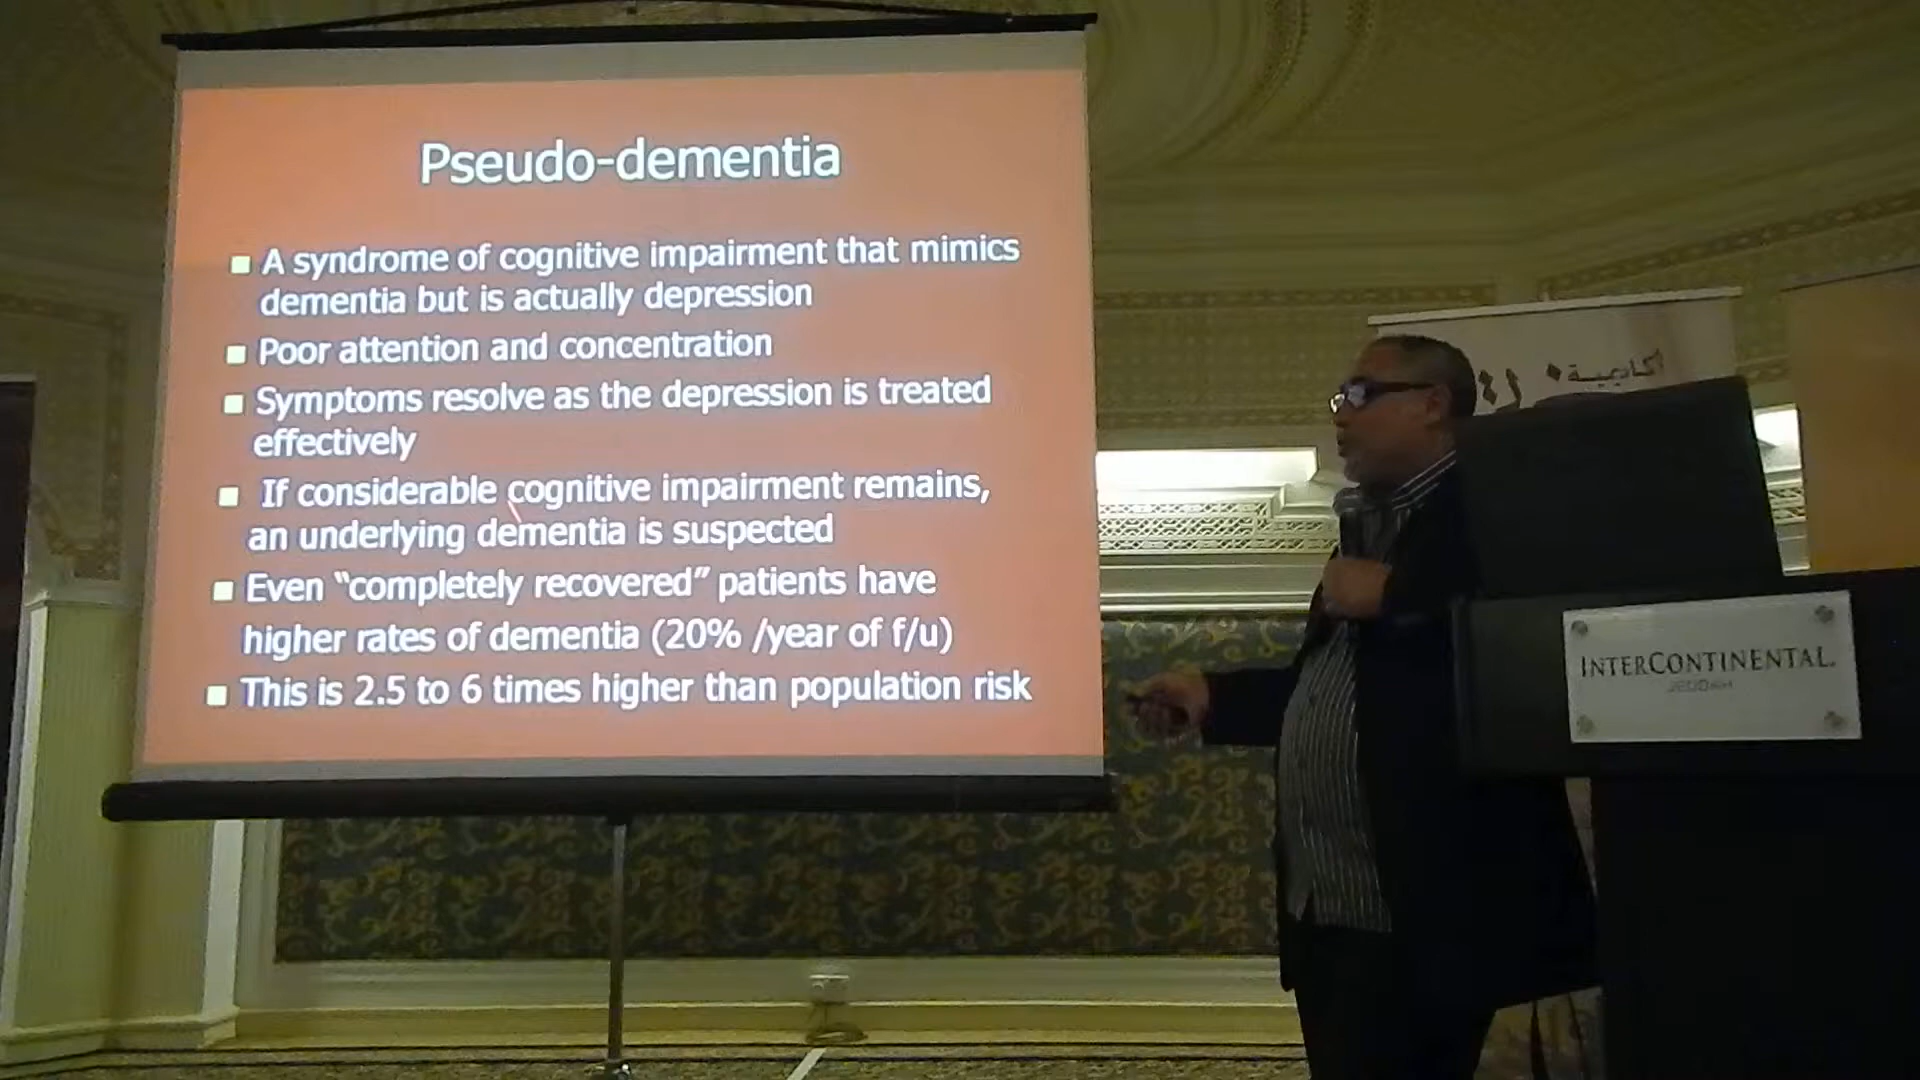 Pseudo-dementia
A syndrome of cognitive impairment that mimics
dementia but is actually depression
Poor attention and concentration
Symptoms resolve as the depression is treated
effectively
If considerable cognitive impairment remains,
an underlying dementia is suspected
Even “completely recovered” patients have
higher rates of dementia (20% /year of f/u)
This is 2.5 to 6 times higher than population risk
أكاديمية
INTERCONTINENTAL.
JEDDAH